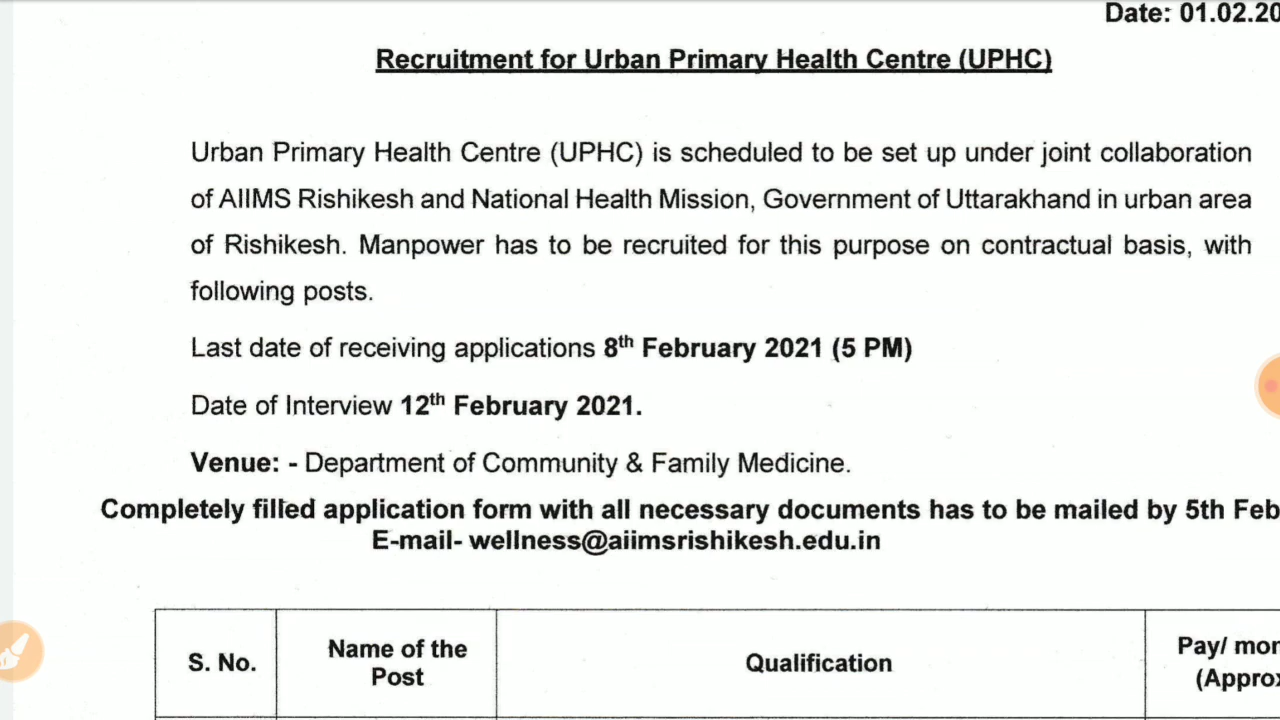 Date: 01.02.20
Recruitment for Urban Primary Health Centre (UPHC)
Urban Primary Health Centre (UPHC) is scheduled to be set up under joint collaboration
of AIIMS Rishikesh and National Health Mission, Government of Uttarakhand in urban area
of Rishikesh. Manpower has to be recruited for this purpose on contractual basis, with
following posts.
Last date of receiving applications 8th February 2021 (5 PM)
Date of Interview 12th February 2021.
Venue: - Department of Community & Family Medicine.
Completely filled application form with all necessary documents has to be mailed by 5th Feb
E-mail- wellness@aiimsrishikesh.edu.in
S. No.
Name of the
Post
Qualification
Pay/ mon
(Approx